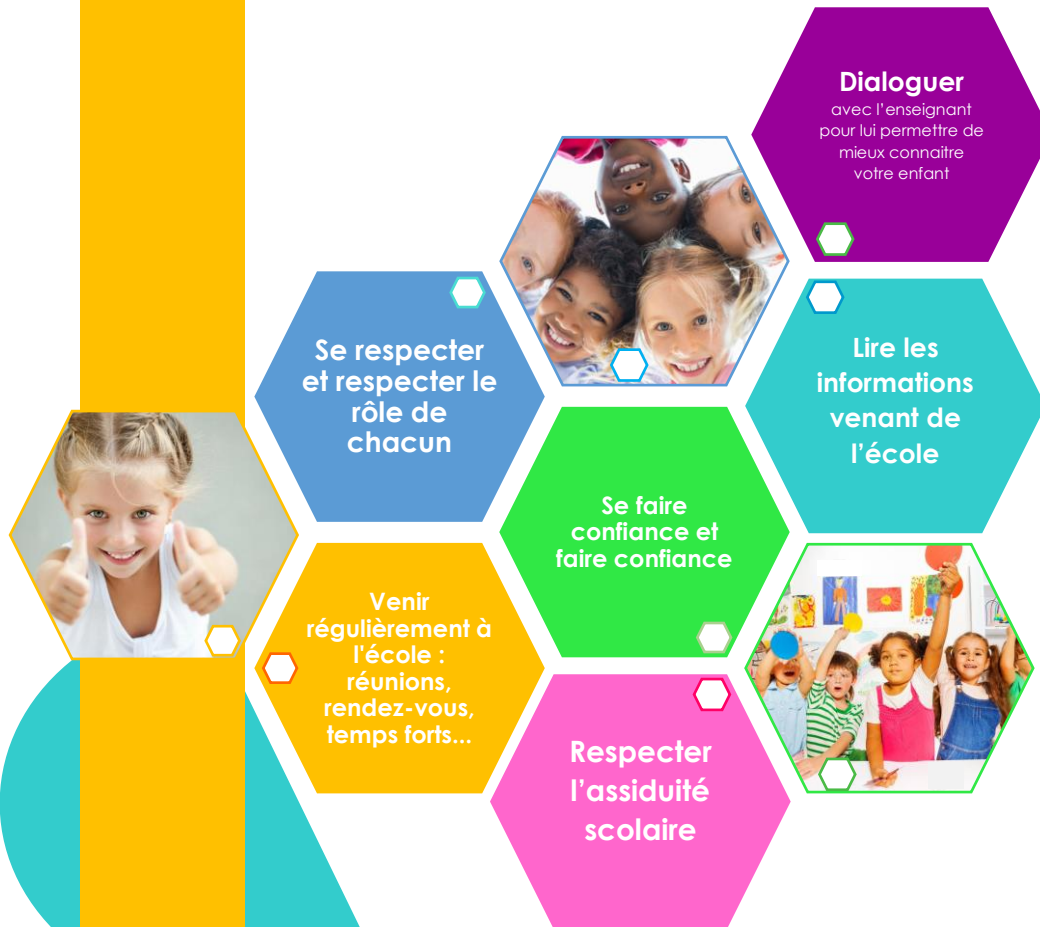 Dialoguer
avec l'enseignant
pour lui permettre de
mieux connaitre
votre enfant
Se respecter
et respecter le
rôle de
chacun
Lire les
informations
venant de
l'école
Se faire
confiance et
faire confiance
Venir
régulièrement à
l'école :
réunions,
rendez-vous,
temps forts...
Respecter
l'assiduité
scolaire